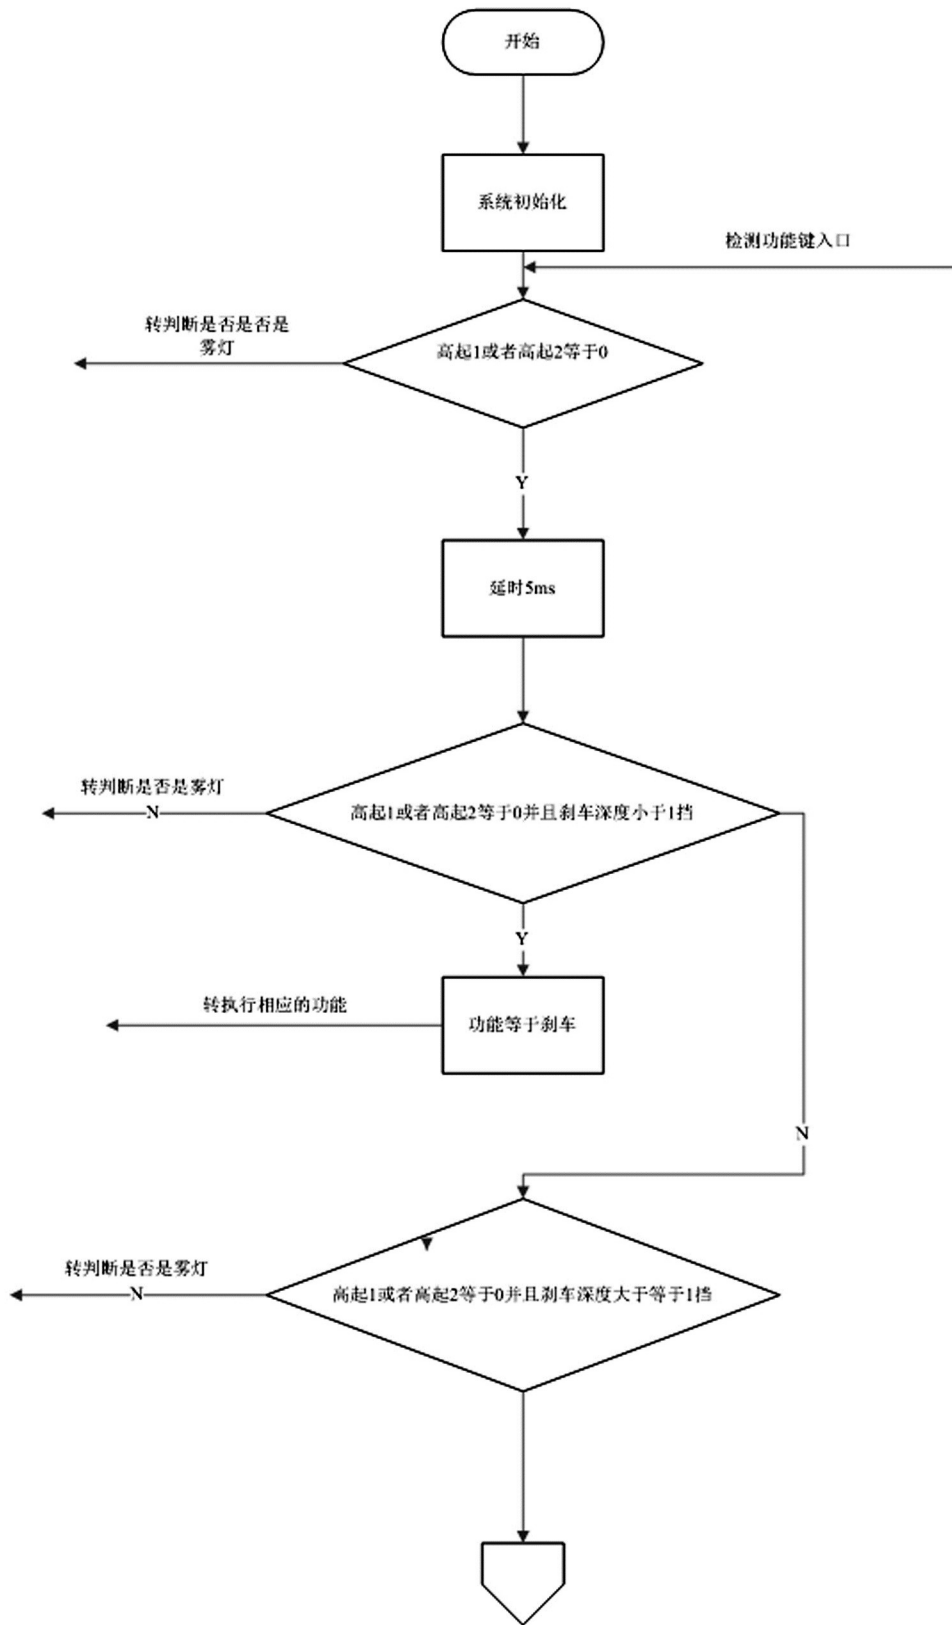 开始
系统初始化
检测功能键入口
转判断是否是否是
雾灯
高起1或者高起2等于0
Y
延时5ms
转判断是否是雾灯
N
高起1或者高起2等于0并且刹车深度小于1挡
Y
转执行相应的功能
功能等于刹车
N
转判断是否是雾灯
N
高起1或者高起2等于0并且刹车深度大于等于1挡